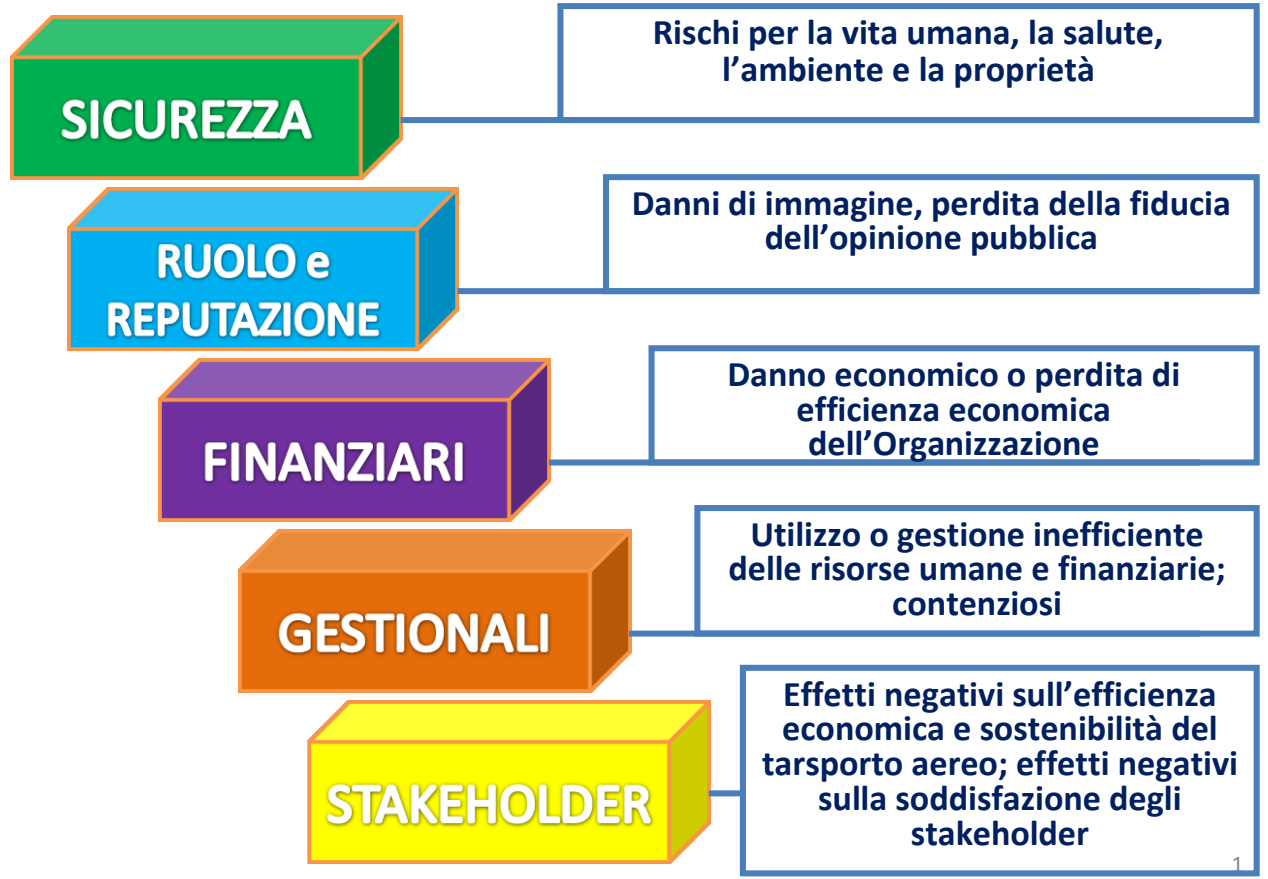 SICUREZZA
Rischi per la vita umana, la salute,
l’ambiente e la proprietà
RUOLO e
REPUTAZIONE
Danni di immagine, perdita della fiducia
dell’opinione pubblica
FINANZIARI
Danno economico o perdita di
efficienza economica
dell’Organizzazione
GESTIONALI
Utilizzo o gestione inefficiente
delle risorse umane e finanziarie;
contenziosi
STAKEHOLDER
Effetti negativi sull’efficienza
economica e sostenibilità del
tarsporto aereo; effetti negativi
sulla soddisfazione degli
stakeholder
1